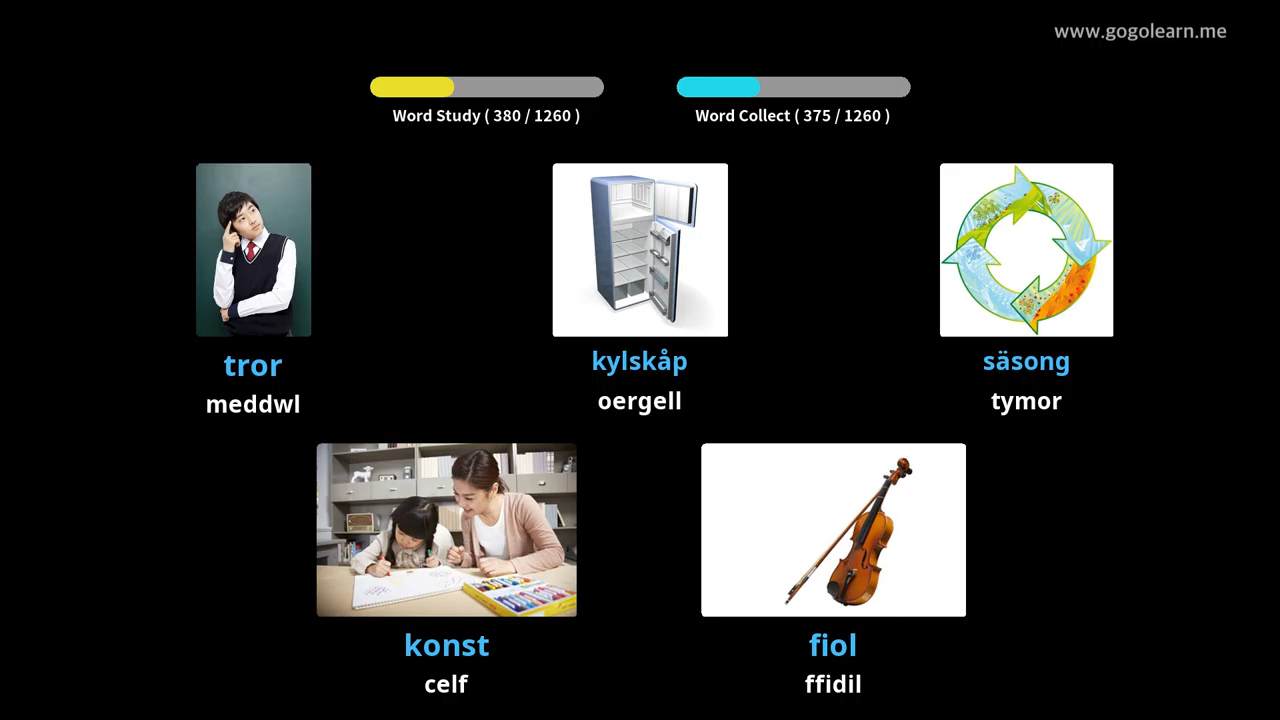 www.gogolearn.me
Word Study ( 380 / 1260 )
Word Collect ( 375 / 1260 )
tror
meddwl
kylskåp
oergell
säsong
tymor
konst
celf
fiol
ffidil